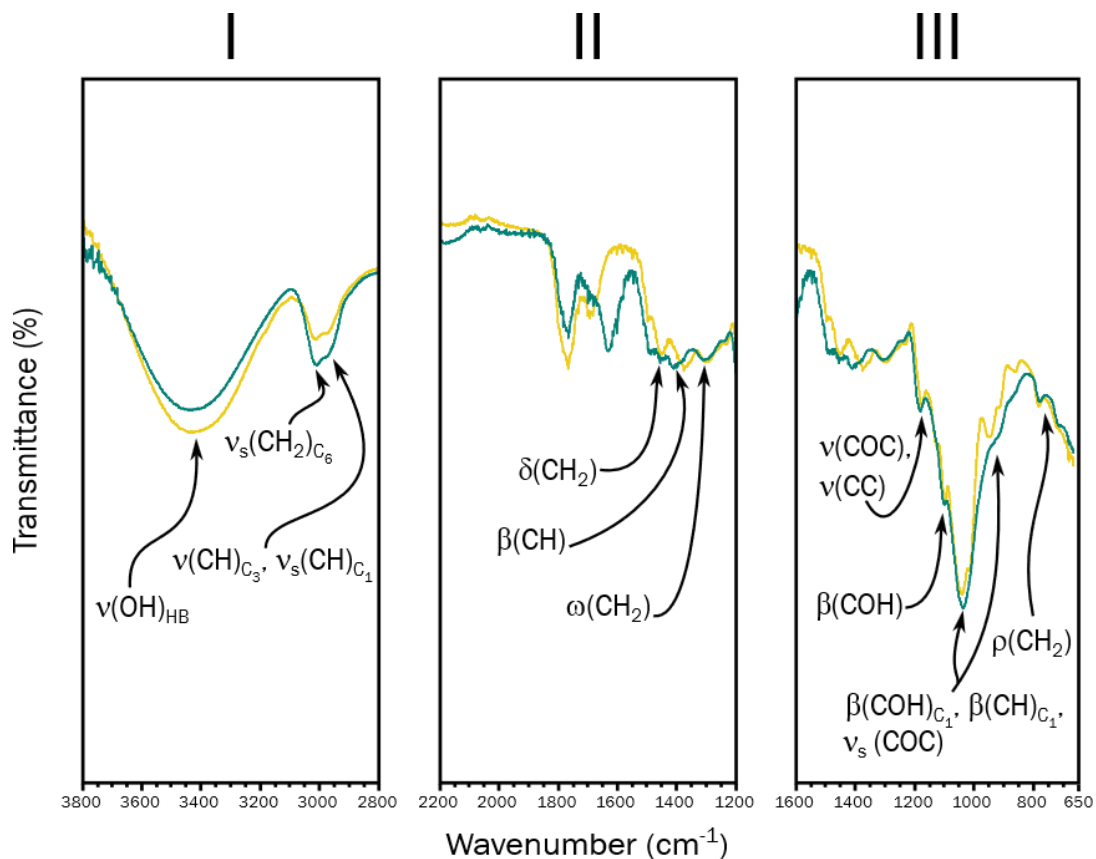 I
II
III
Transmittance (%)
ν(OH)HB
νs(CH2)C6
ν(CH)C3, νs(CH)C1
3800 3600 3400 3200 3000 2800
δ(CH2)
β(CH)
ω(CH2)
2200 2000 1800 1600 1400 1200
ν(COC),
ν(CC)
β(COH)
ρ(CH2)
β(COH)C1, β(CH)C1,
νs (COC)
1600 1400 1200 1000 800 650
Wavenumber (cm-1)